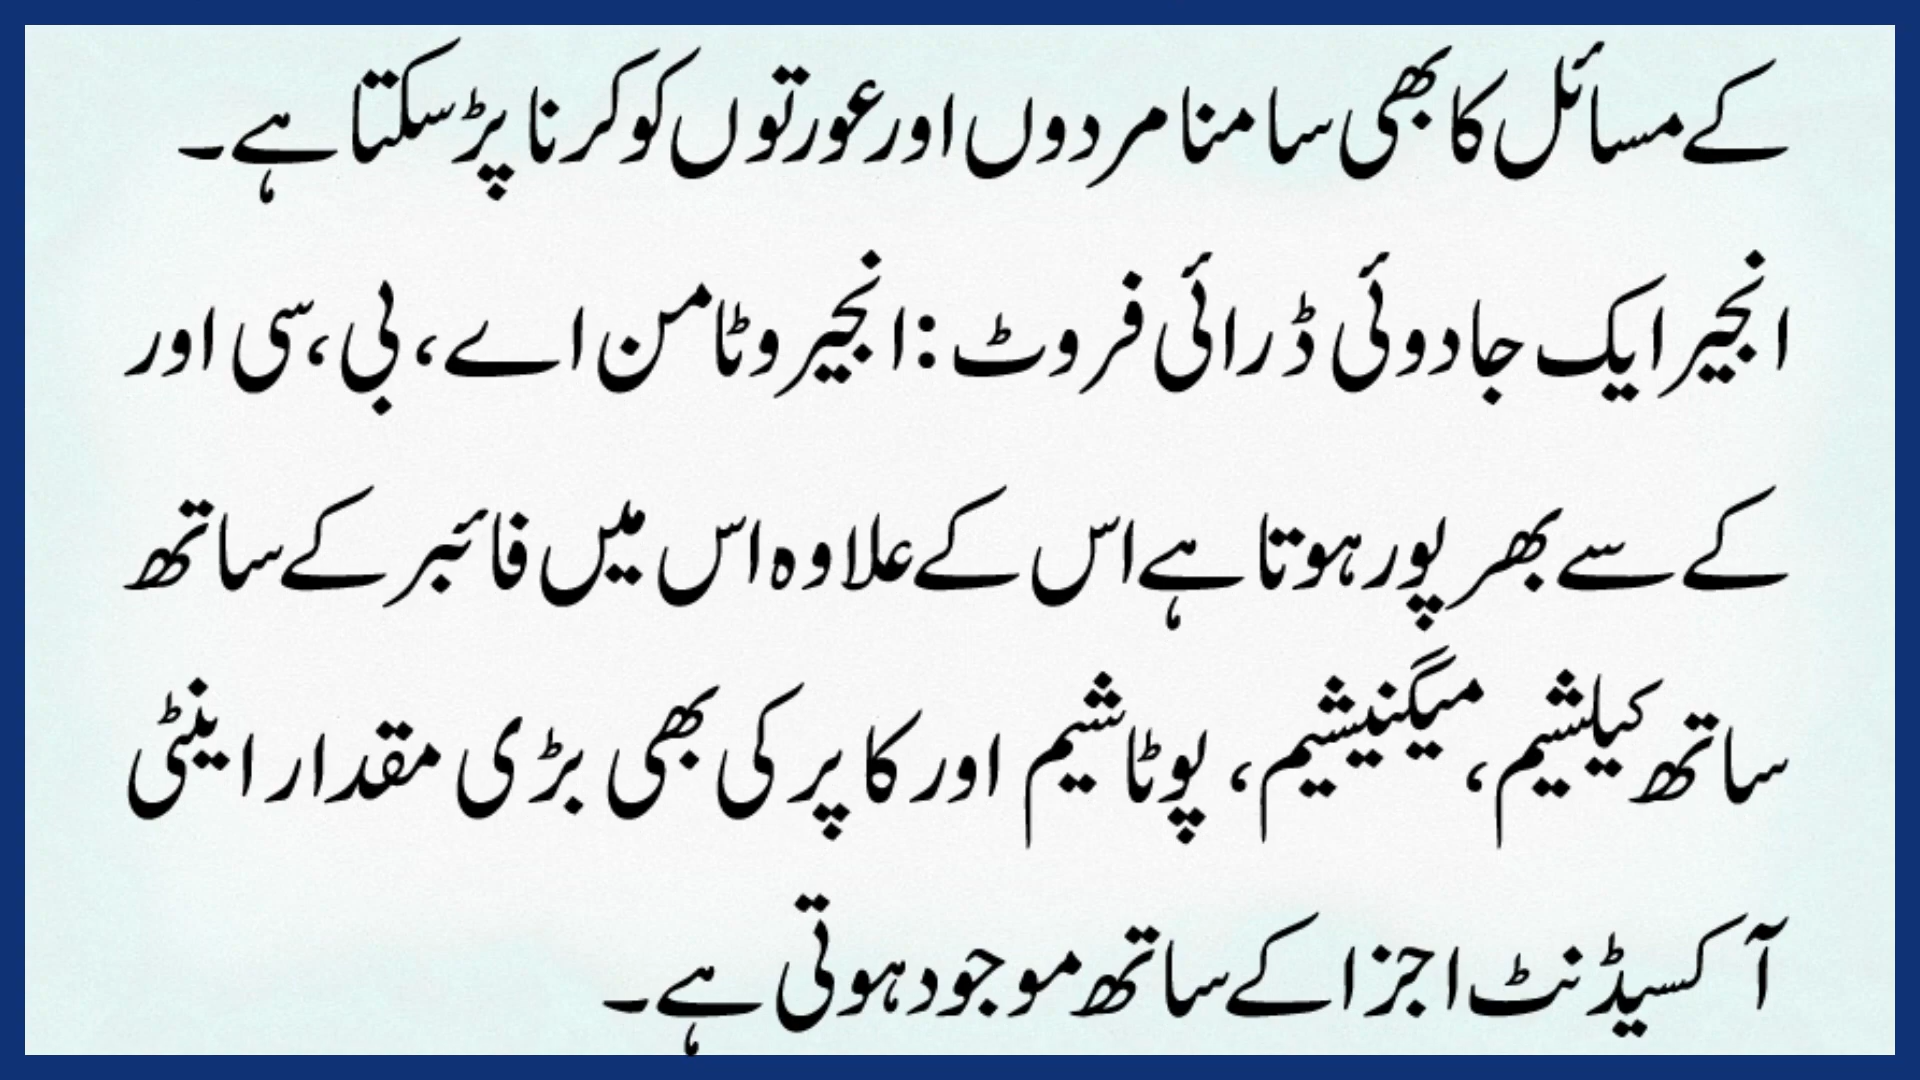 کے مسائل کا بھی سامنا مردوں اور عورتوں کو کرنا پڑ سکتا ہے۔
انجیر ایک جادوئی ڈرائی فروٹ: انجیر وٹامن اے، بی، سی اور
کے سے بھرپور ہوتا ہے اس کے علاوہ اس میں فائبر کے ساتھ
ساتھ کیلشیم، میگنیشیم، پوٹاشیم اور کاپر کی بھی بڑی مقدار اینٹی
آکسیڈنٹ اجزا کے ساتھ موجود ہوتی ہے۔